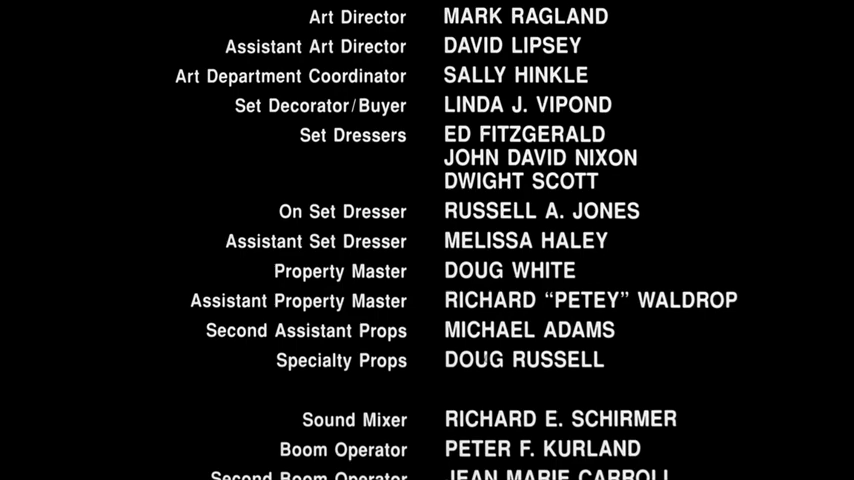 Art Director MARK RAGLAND
Assistant Art Director DAVID LIPSEY
Art Department Coordinator SALLY HINKLE
Set Decorator/Buyer LINDA J. VIPOND
Set Dressers ED FITZGERALD
JOHN DAVID NIXON
DWIGHT SCOTT
On Set Dresser RUSSELL A. JONES
Assistant Set Dresser MELISSA HALEY
Property Master DOUG WHITE
Assistant Property Master RICHARD “PETEY” WALDROP
Second Assistant Props MICHAEL ADAMS
Specialty Props DOUG RUSSELL
Sound Mixer RICHARD E. SCHIRMER
Boom Operator PETER F. KURLAND
Second Boom Operator JEAN MARIE CARROLL